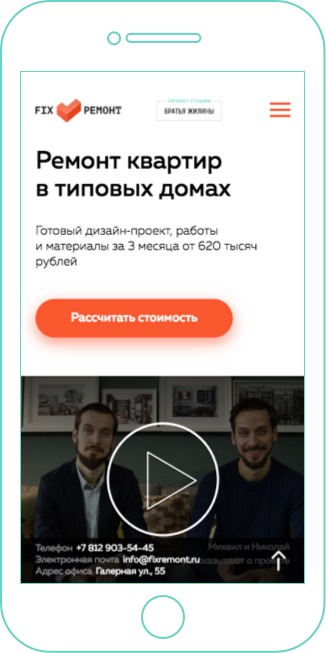 FIX РЕМОНТ
ПРОЕКТ СТУДИИ
БРАТЬЯ ЖИЛИНЫ
Ремонт квартир
в типовых домах
Готовый дизайн-проект, работы
и материалы за 3 месяца от 620 тысяч
рублей
Рассчитать стоимость
Телефон +7 812 903-54-45
Михаил и Николай
Электронная почта info@fixremont.ru
рассказывают о проекте
Адрес офиса Галерная ул., 55